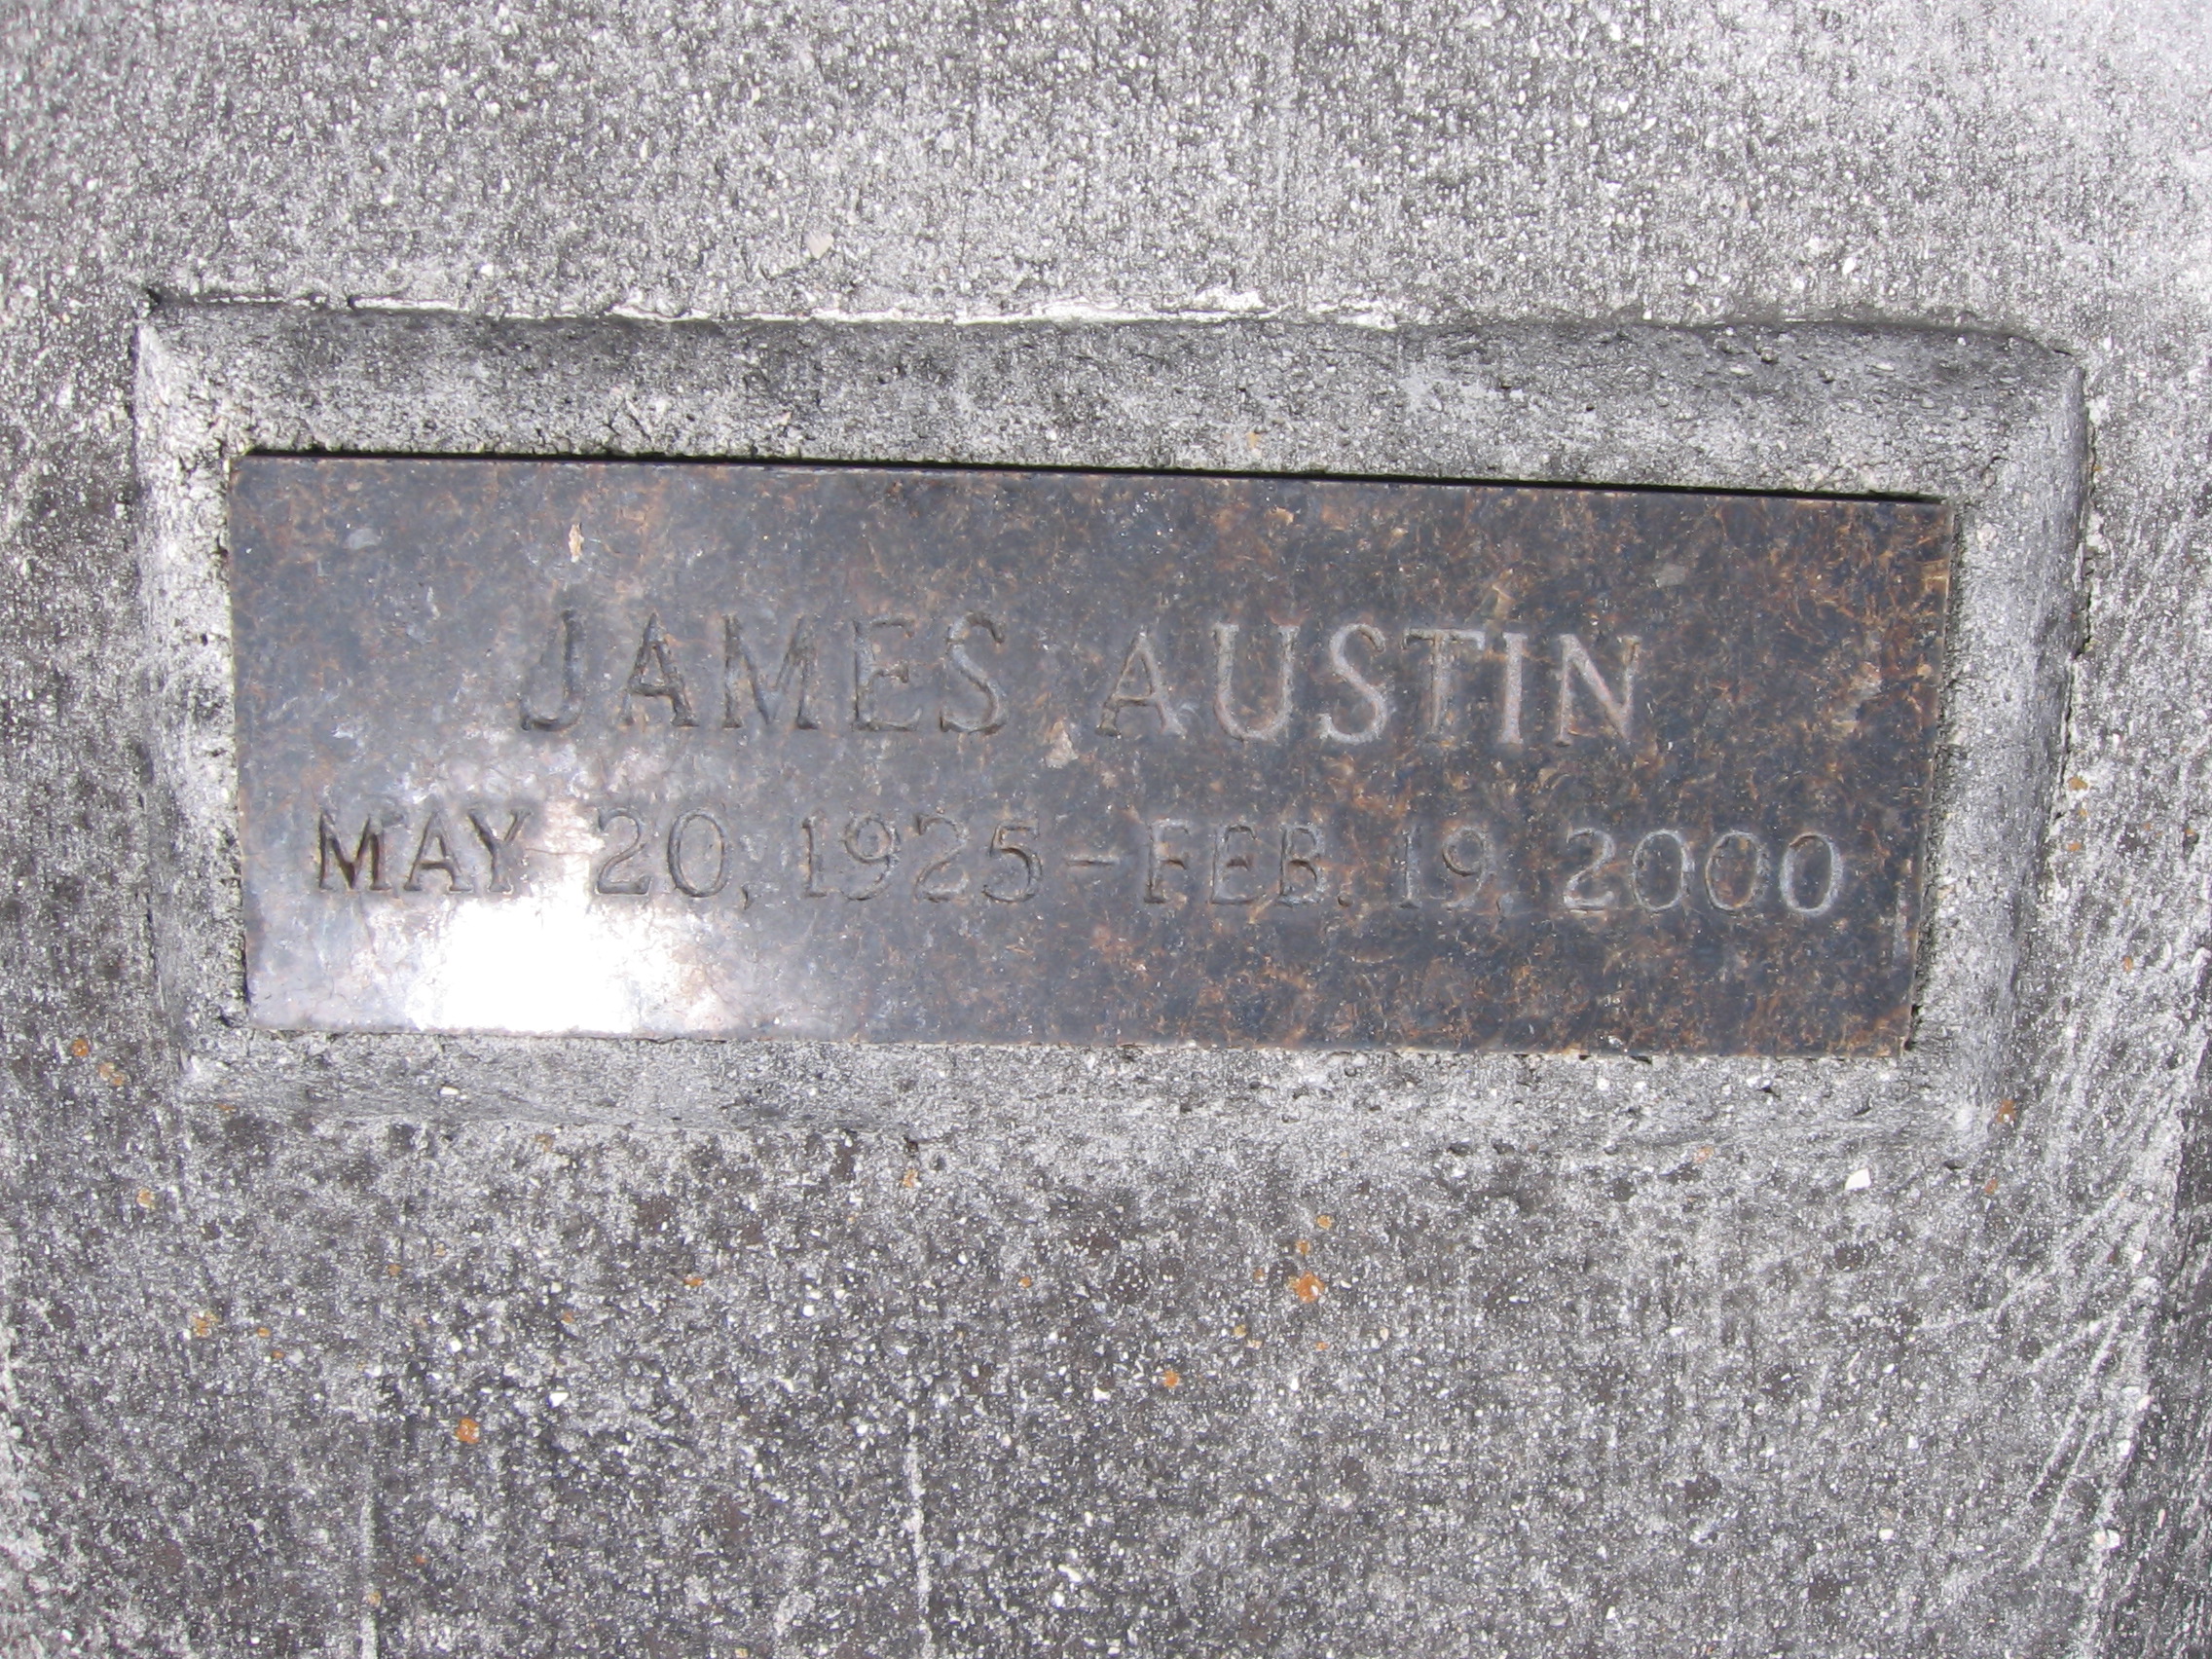 JAMES AUSTIN
MAY 20, 1925 – FEB. 19, 2000